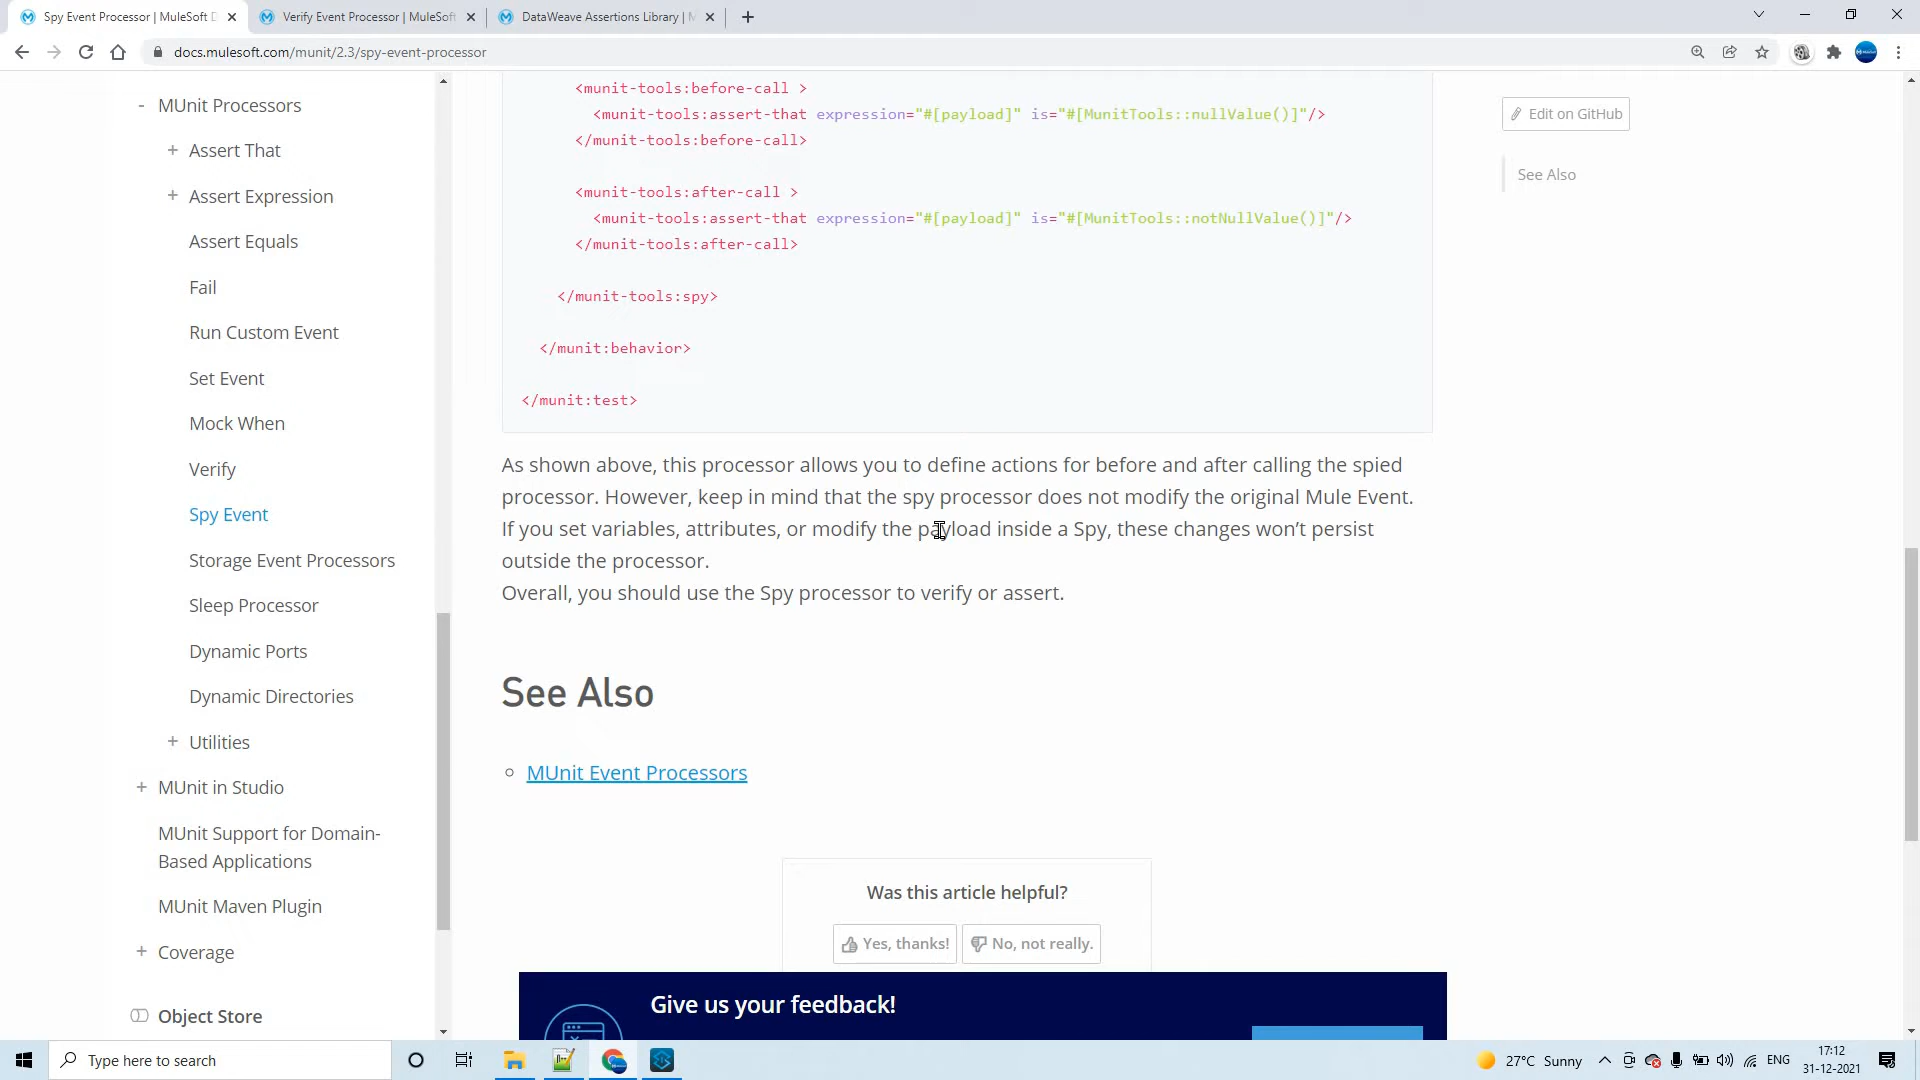 Spy Event Processor | MuleSoft D
Verify Event Processor | MuleSoft
DataWeave Assertions Library | M
docs.mulesoft.com/munit/2.3/spy-event-processor
- MUnit Processors
+ Assert That
+ Assert Expression
Assert Equals
Fail
Run Custom Event
Set Event
Mock When
Verify
Spy Event
Storage Event Processors
Sleep Processor
Dynamic Ports
Dynamic Directories
+ Utilities
+ MUnit in Studio
MUnit Support for Domain-
Based Applications
MUnit Maven Plugin
+ Coverage
Object Store
<munit-tools:before-call >
<munit-tools:assert-that expression="#[payload]" is="#[MunitTools::nullValue()]"/>
</munit-tools:before-call>
<munit-tools:after-call >
<munit-tools:assert-that expression="#[payload]" is="#[MunitTools::notNullValue()]"/>
</munit-tools:after-call>
</munit-tools:spy>
</munit:behavior>
</munit:test>
As shown above, this processor allows you to define actions for before and after calling the spied
processor. However, keep in mind that the spy processor does not modify the original Mule Event.
If you set variables, attributes, or modify the payload inside a Spy, these changes won’t persist
outside the processor.
Overall, you should use the Spy processor to verify or assert.
See Also
MUnit Event Processors
Was this article helpful?
Yes, thanks!
No, not really.
Give us your feedback!
Edit on GitHub
See Also
Type here to search
27°C Sunny
ENG
17:12
31-12-2021